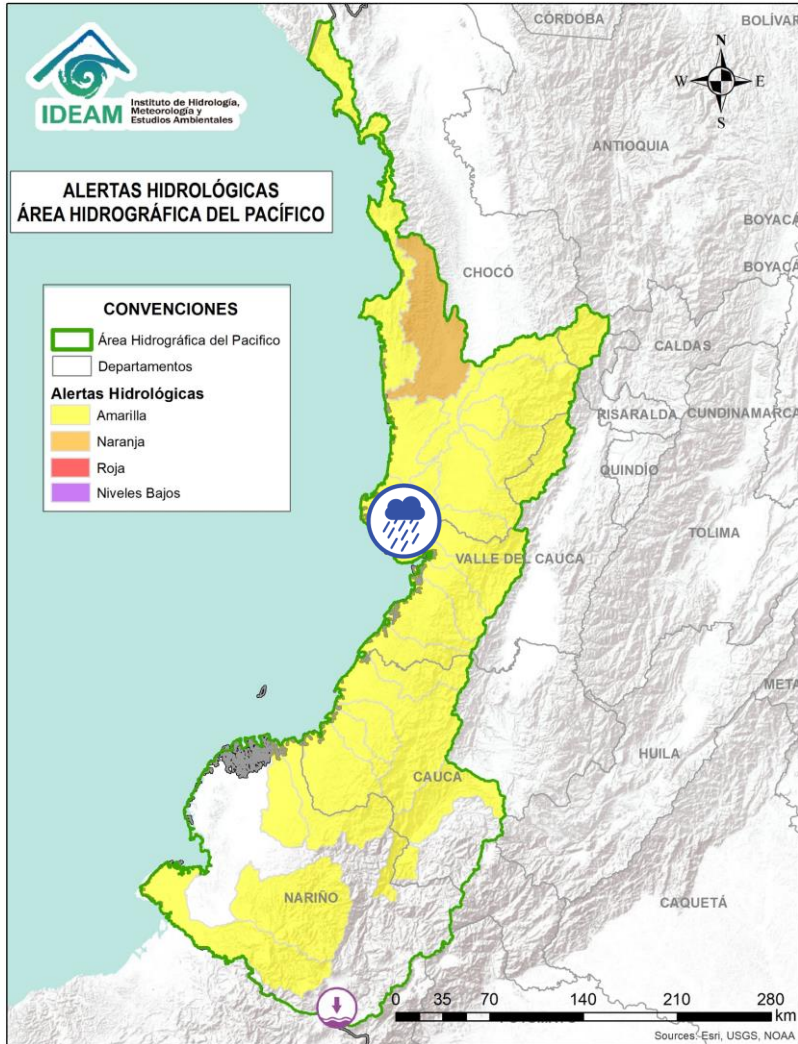 CÓRDOBA
BOLÍVAR
N
W
E
S
IDEAM
Instituto de Hidrología,
Meteorología y
Estudios Ambientales
ANTIOQUIA
ALERTAS HIDROLÓGICAS
ÁREA HIDROGRÁFICA DEL PACÍFICO
BOYACÁ
BOYACÁ
CHOCÓ
CONVENCIONES
Área Hidrográfica del Pacífico
Departamentos
Alertas Hidrológicas
Amarilla
Naranja
Roja
Niveles Bajos
CALDAS
RISARALDA
CUNDINAMARCA
QUINDÍO
TOLIMA
VALLE DEL CAUCA
META
HUILA
CAUCA
NARIÑO
CAQUETÁ
0 35 70 140 210 280
km
Sources: Esri, USGS, NOAA